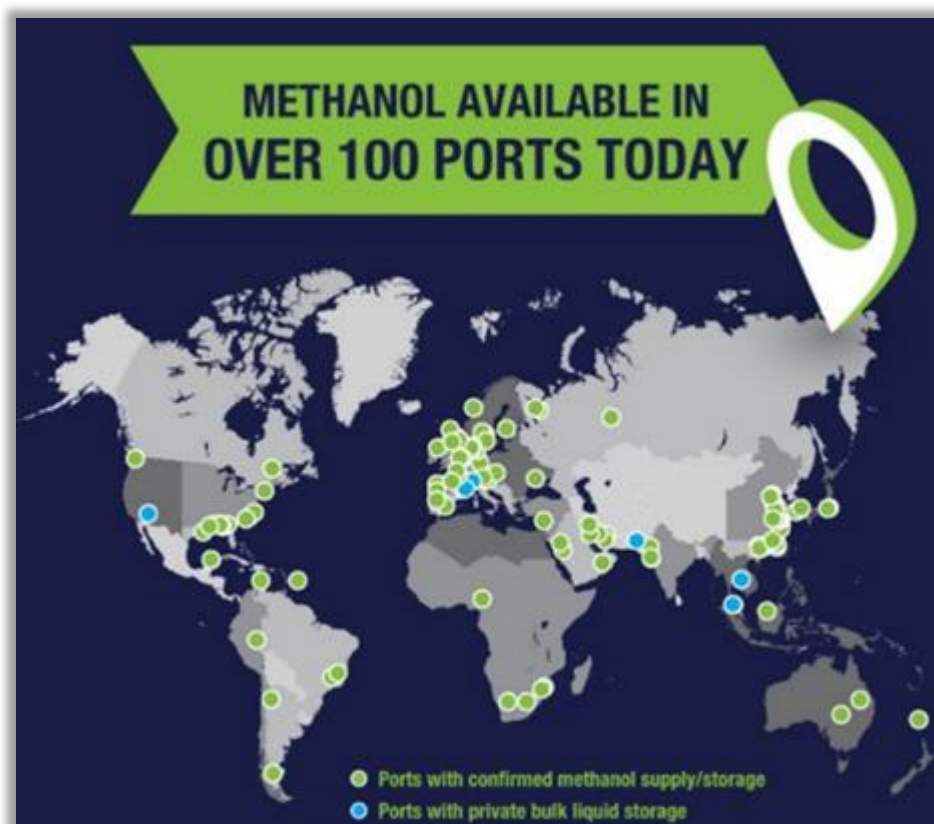 METHANOL AVAILABLE IN
OVER 100 PORTS TODAY
Ports with confirmed methanol supply/storage
Ports with private bulk liquid storage